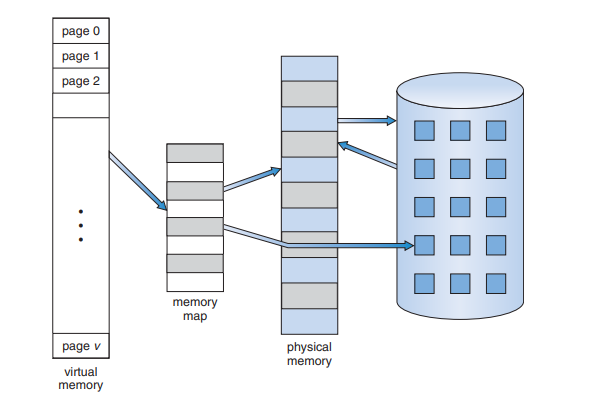 page 0
page 1
page 2
page v
virtual
memory
memory
map
physical
memory